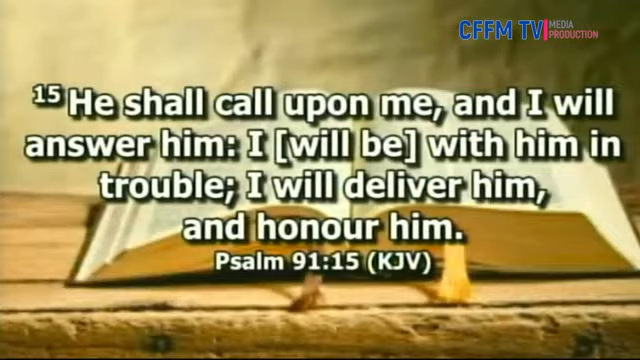 CFFM TV MEDIA
PRODUCTION
15 He shall call upon me, and I will
answer him: I [will be] with him in
trouble; I will deliver him,
and honour him.
Psalm 91:15 (KJV)